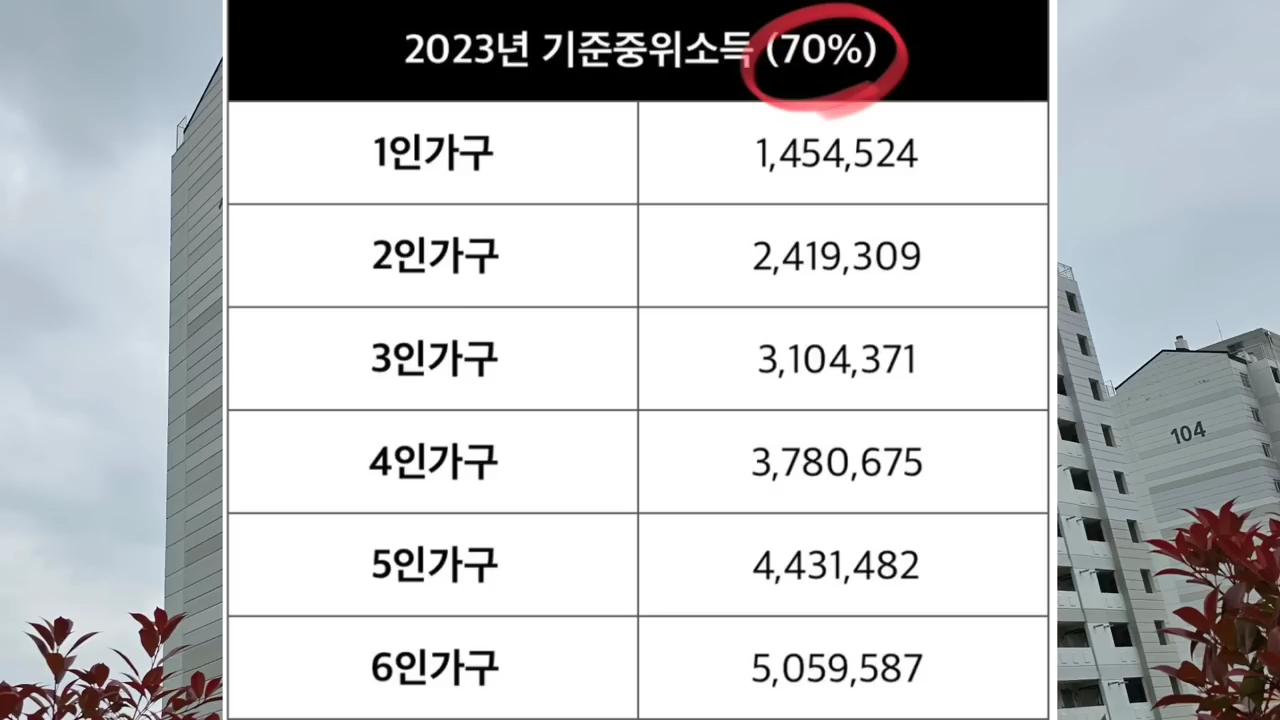 2023년 기준중위소득 (70%)
1인가구 1,454,524
2인가구 2,419,309
3인가구 3,104,371
4인가구 3,780,675
5인가구 4,431,482
6인가구 5,059,587
104